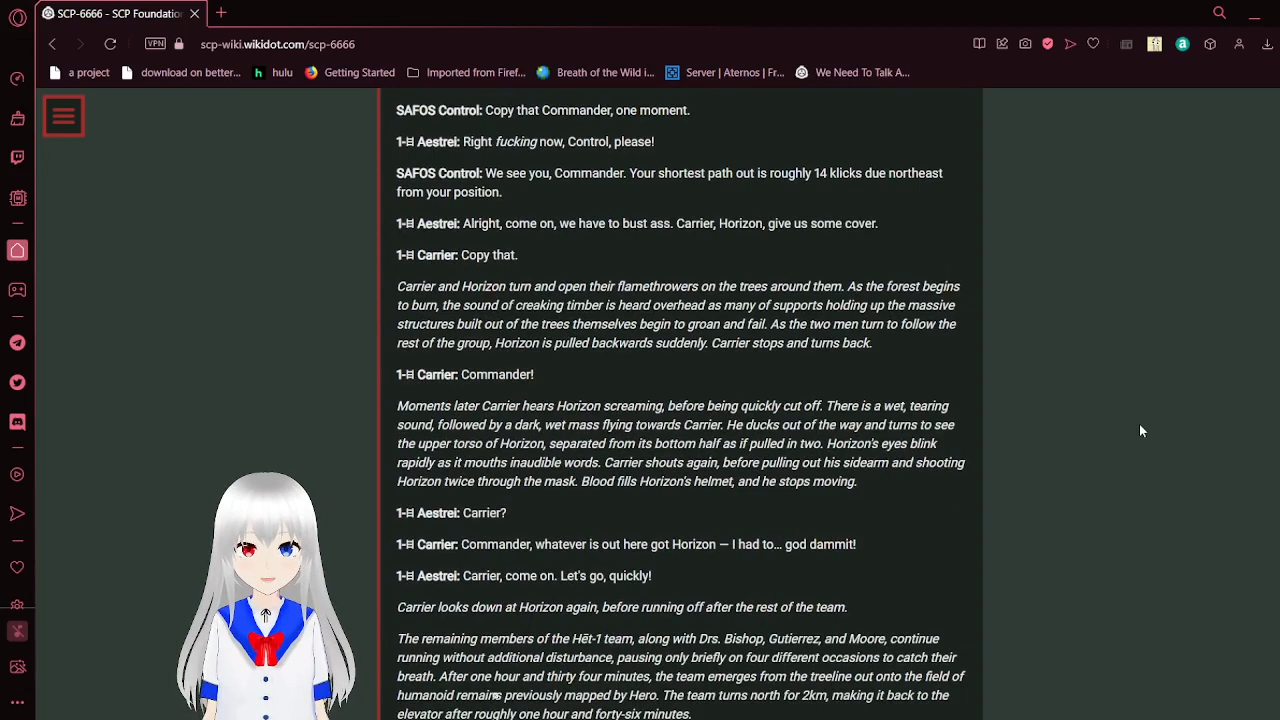 SCP-6666 - SCP Foundation
scp-wiki.wikidot.com/scp-6666
VPN
a project
download on better...
hulu
Getting Started
Imported from Firef...
Breath of the Wild i...
Server | Aternos | Fr...
We Need To Talk A...
SAFOS Control: Copy that Commander, one moment.
1-ⵌ Aestrei: Right fucking now, Control, please!
SAFOS Control: We see you, Commander. Your shortest path out is roughly 14 klicks due northeast
from your position.
1-ⵌ Aestrei: Alright, come on, we have to bust ass. Carrier, Horizon, give us some cover.
1-ⵌ Carrier: Copy that.
Carrier and Horizon turn and open their flamethrowers on the trees around them. As the forest begins
to burn, the sound of creaking timber is heard overhead as many of supports holding up the massive
structures built out of the trees themselves begin to groan and fail. As the two men turn to follow the
rest of the group, Horizon is pulled backwards suddenly. Carrier stops and turns back.
1-ⵌ Carrier: Commander!
Moments later Carrier hears Horizon screaming, before being quickly cut off. There is a wet, tearing
sound, followed by a dark, wet mass flying towards Carrier. He ducks out of the way and turns to see
the upper torso of Horizon, separated from its bottom half as if pulled in two. Horizon's eyes blink
rapidly as it mouths inaudible words. Carrier shouts again, before pulling out his sidearm and shooting
Horizon twice through the mask. Blood fills Horizon's helmet, and he stops moving.
1-ⵌ Aestrei: Carrier?
1-ⵌ Carrier: Commander, whatever is out here got Horizon — I had to... god dammit!
1-ⵌ Aestrei: Carrier, come on. Let's go, quickly!
Carrier looks down at Horizon again, before running off after the rest of the team.
The remaining members of the Hēt-1 team, along with Drs. Bishop, Gutierrez, and Moore, continue
running without additional disturbance, pausing only briefly on four different occasions to catch their
breath. After one hour and thirty four minutes, the team emerges from the treeline out onto the field of
humanoid remains previously mapped by Hero. The team turns north for 2km, making it back to the
elevator after roughly one hour and forty-six minutes.